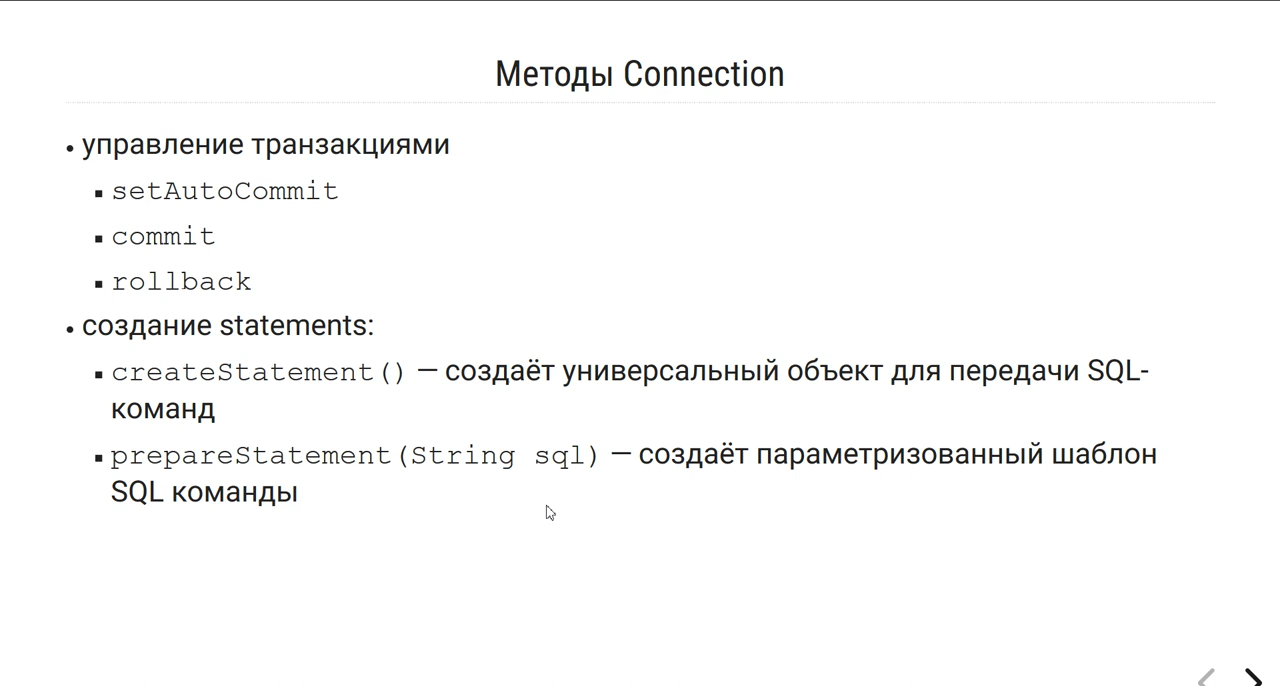 Методы Connection
управление транзакциями
setAutoCommit
commit
rollback
создание statements:
createStatement() — создаёт универсальный объект для передачи SQL-
команд
prepareStatement(String sql) — создаёт параметризованный шаблон
SQL команды